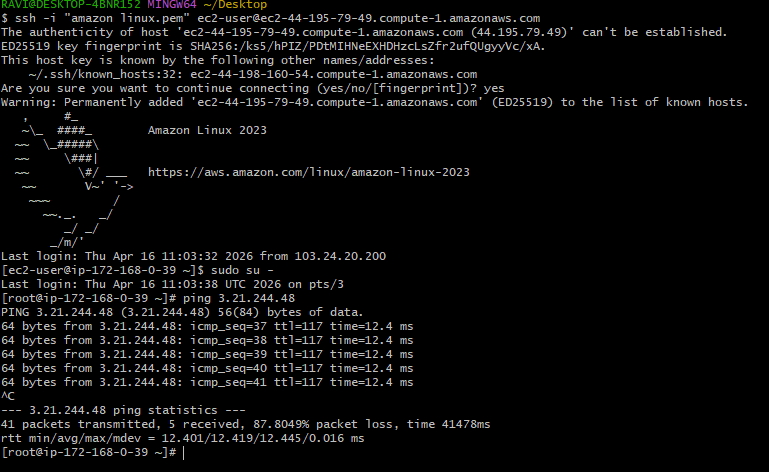 RAVI@DESKTOP-4BNR152 MINGW64 ~/Desktop
$ ssh -i "amazon linux.pem" ec2-user@ec2-44-195-79-49.compute-1.amazonaws.com
The authenticity of host 'ec2-44-195-79-49.compute-1.amazonaws.com (44.195.79.49)' can't be established.
ED25519 key fingerprint is SHA256:/ks5/hPIZ/PDtMIHNeEXHDHzcLsZfr2ufQUgyyVc/xA.
This host key is known by the following other names/addresses:
    ~/.ssh/known_hosts:32: ec2-44-198-160-54.compute-1.amazonaws.com
Are you sure you want to continue connecting (yes/no/[fingerprint])? yes
Warning: Permanently added 'ec2-44-195-79-49.compute-1.amazonaws.com' (ED25519) to the list of known hosts.
   ,     #_
   ~\_  ####_        Amazon Linux 2023
  ~~  \_#####\
  ~~     \###|
  ~~       \#/ ___   https://aws.amazon.com/linux/amazon-linux-2023
   ~~       V~' '->
    ~~~         /
      ~~._.   _/
         _/ _/
       _/m/'
Last login: Thu Apr 16 11:03:32 2026 from 103.24.20.200
[ec2-user@ip-172-168-0-39 ~]$ sudo su -
Last login: Thu Apr 16 11:03:38 UTC 2026 on pts/3
[root@ip-172-168-0-39 ~]# ping 3.21.244.48
PING 3.21.244.48 (3.21.244.48) 56(84) bytes of data.
64 bytes from 3.21.244.48: icmp_seq=37 ttl=117 time=12.4 ms
64 bytes from 3.21.244.48: icmp_seq=38 ttl=117 time=12.4 ms
64 bytes from 3.21.244.48: icmp_seq=39 ttl=117 time=12.4 ms
64 bytes from 3.21.244.48: icmp_seq=40 ttl=117 time=12.4 ms
64 bytes from 3.21.244.48: icmp_seq=41 ttl=117 time=12.4 ms
^C
--- 3.21.244.48 ping statistics ---
41 packets transmitted, 5 received, 87.8049% packet loss, time 41478ms
rtt min/avg/max/mdev = 12.401/12.419/12.445/0.016 ms
[root@ip-172-168-0-39 ~]#